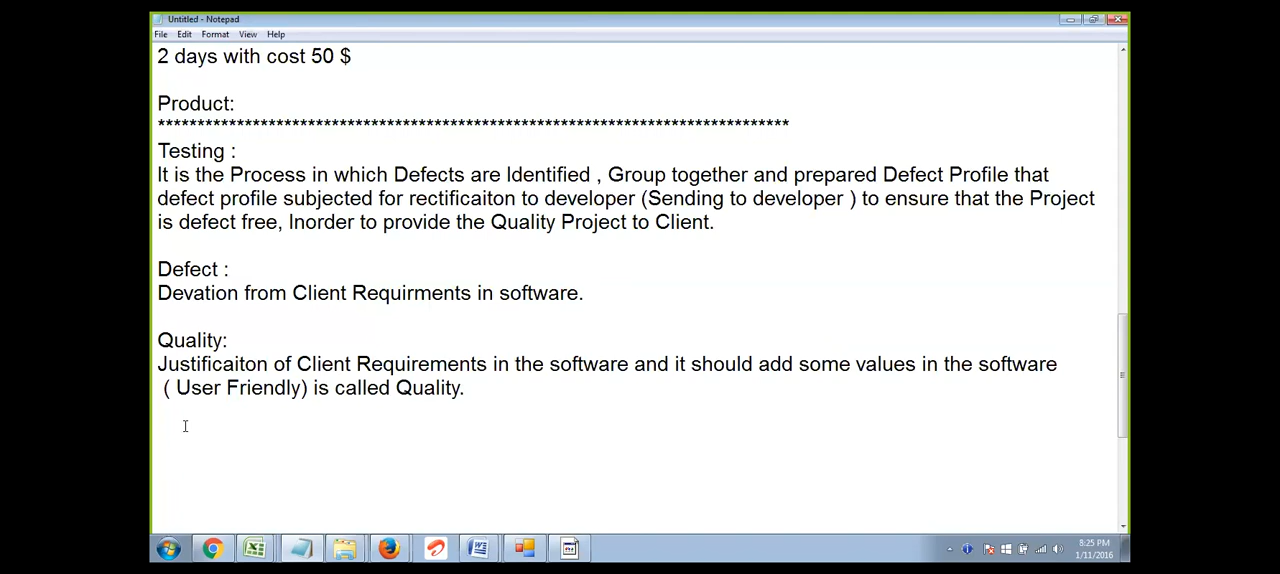 Untitled - Notepad
File Edit Format View Help
2 days with cost 50 $
Product:
********************************************************************************
Testing :
It is the Process in which Defects are Identified , Group together and prepared Defect Profile that
defect profile subjected for rectificaiton to developer (Sending to developer ) to ensure that the Project
is defect free, Inorder to provide the Quality Project to Client.
Defect :
Devation from Client Requirments in software.
Quality:
Justificaiton of Client Requirements in the software and it should add some values in the software
( User Friendly) is called Quality.
8:25 PM
1/11/2016